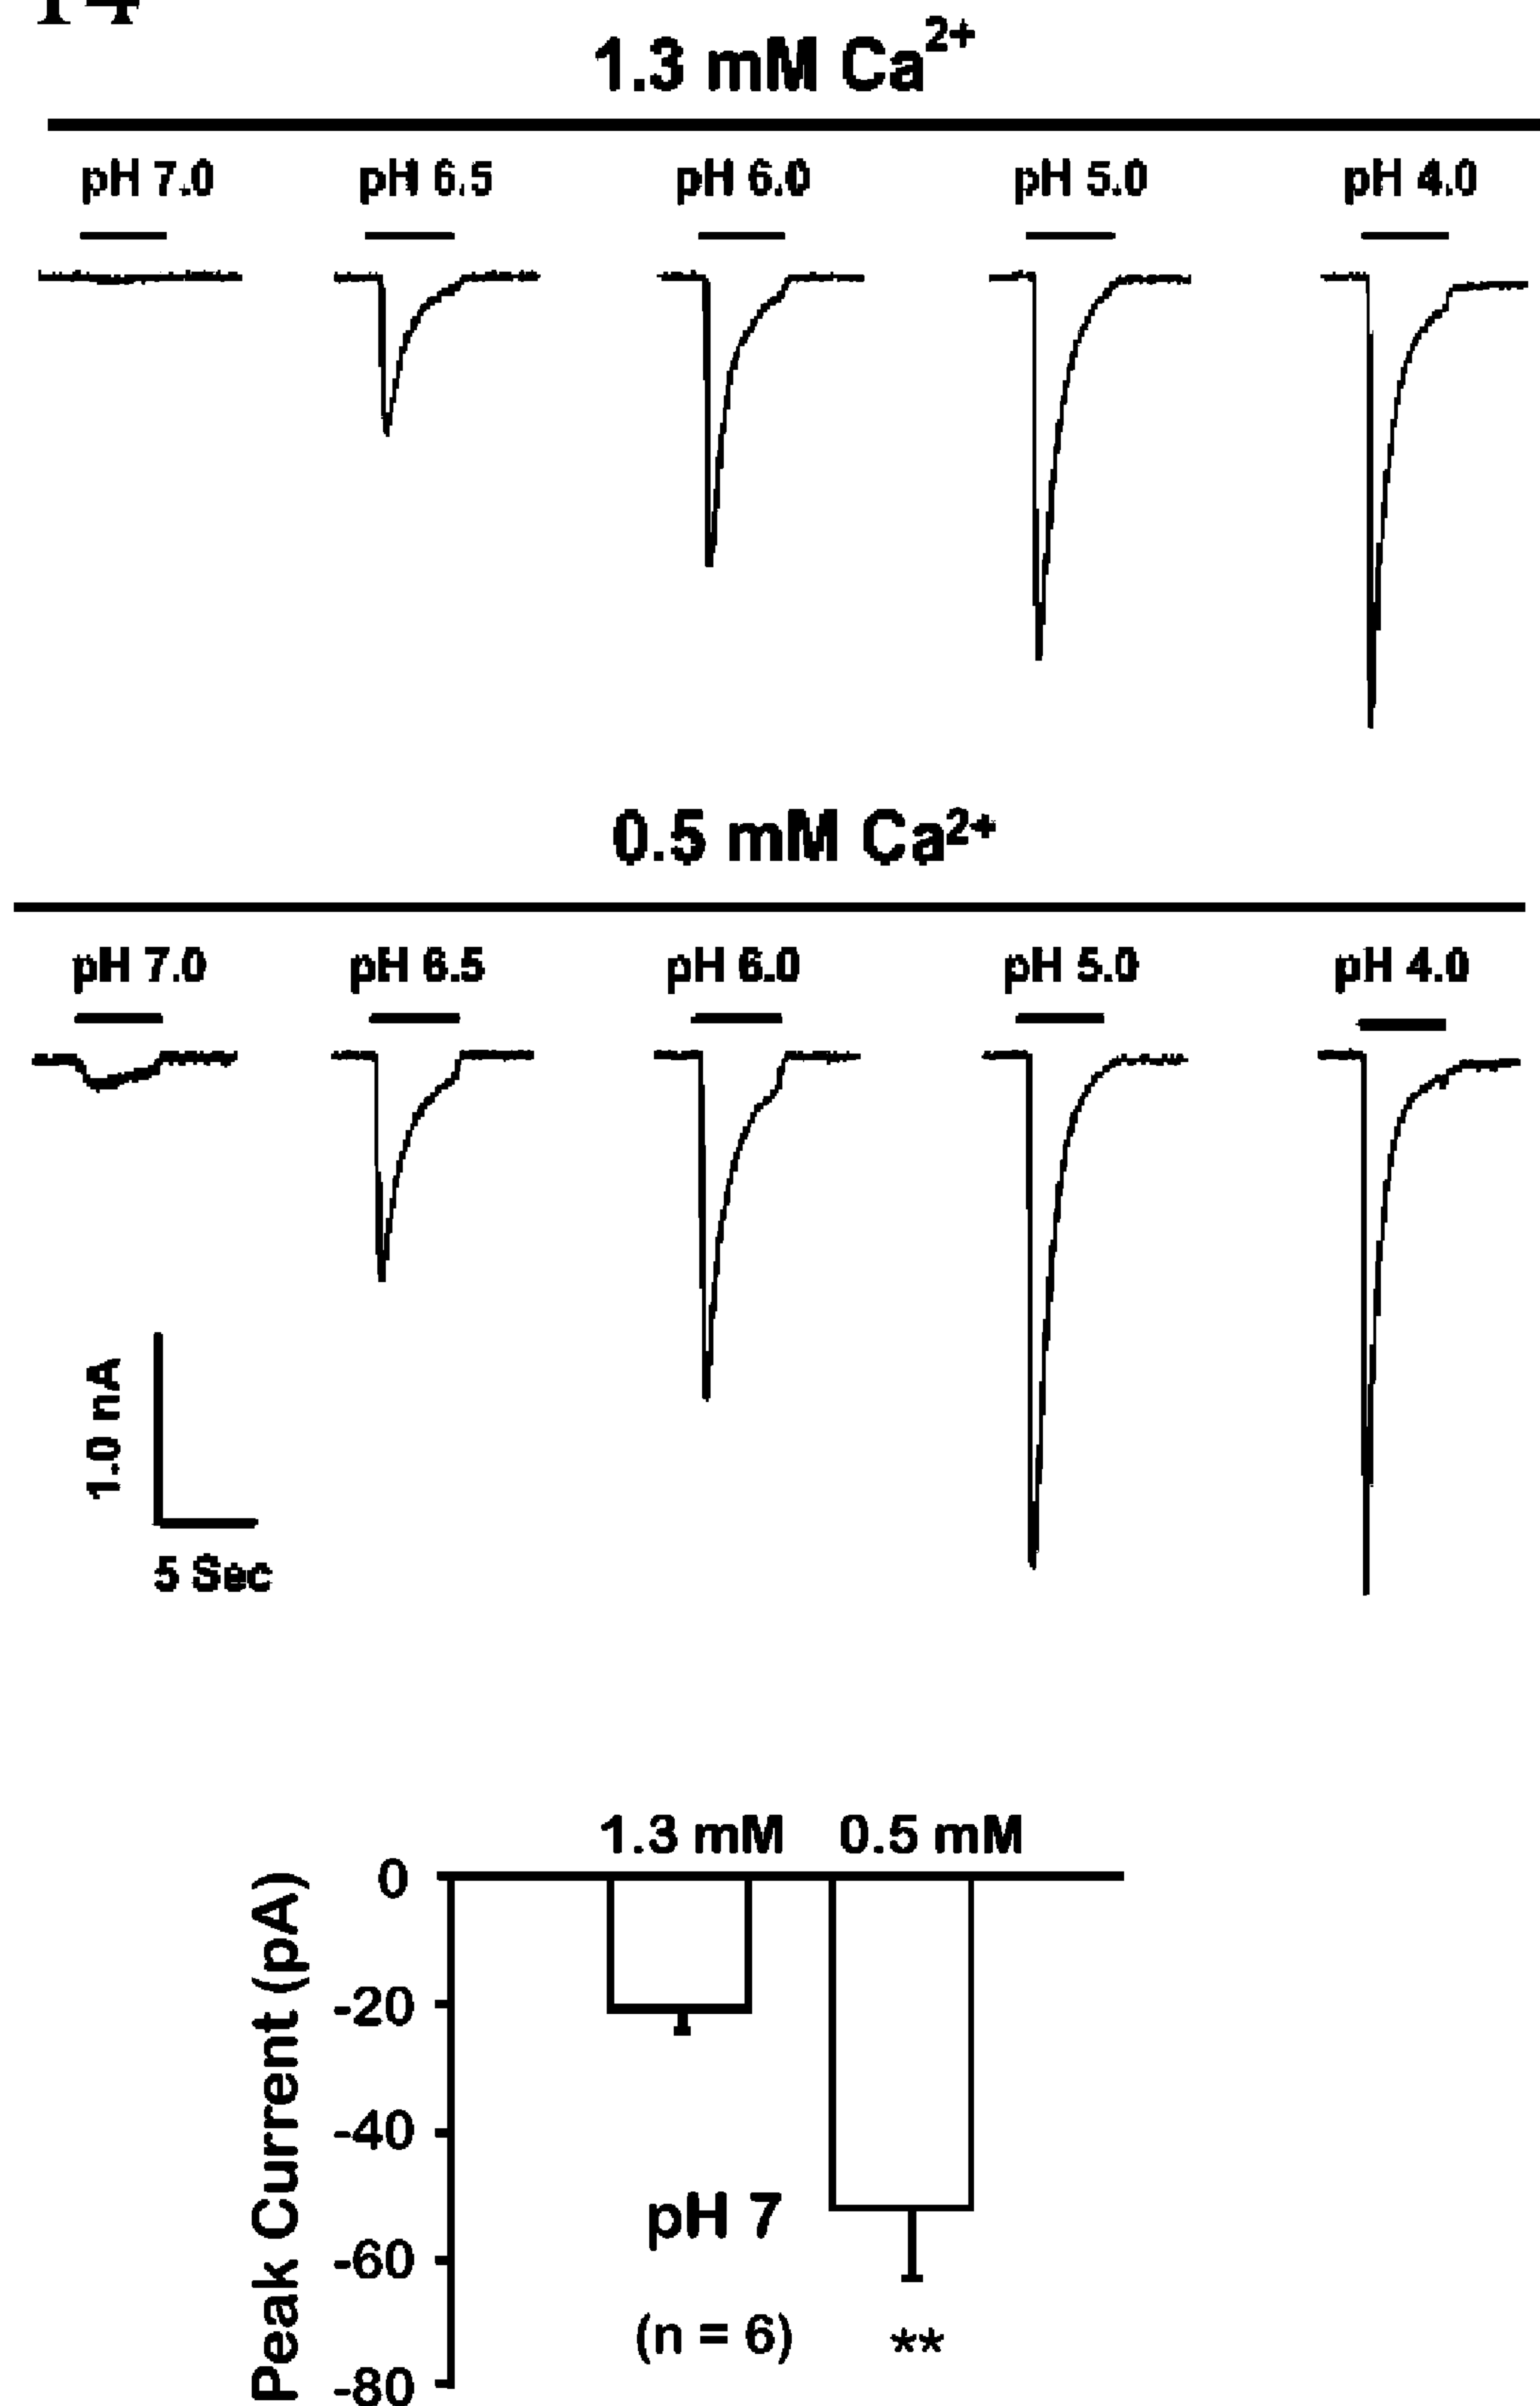 1.3 mM Ca2+
pH 7.0 pH 6.5 pH 6.0 pH 5.0 pH 4.0
0.5 mM Ca2+
pH 7.0 pH 6.5 pH 6.0 pH 5.0 pH 4.0
1.0 nA
5 Sec
1.3 mM 0.5 mM
Peak Current (pA)
0
-20
-40
pH 7
-60
(n = 6) **
-80